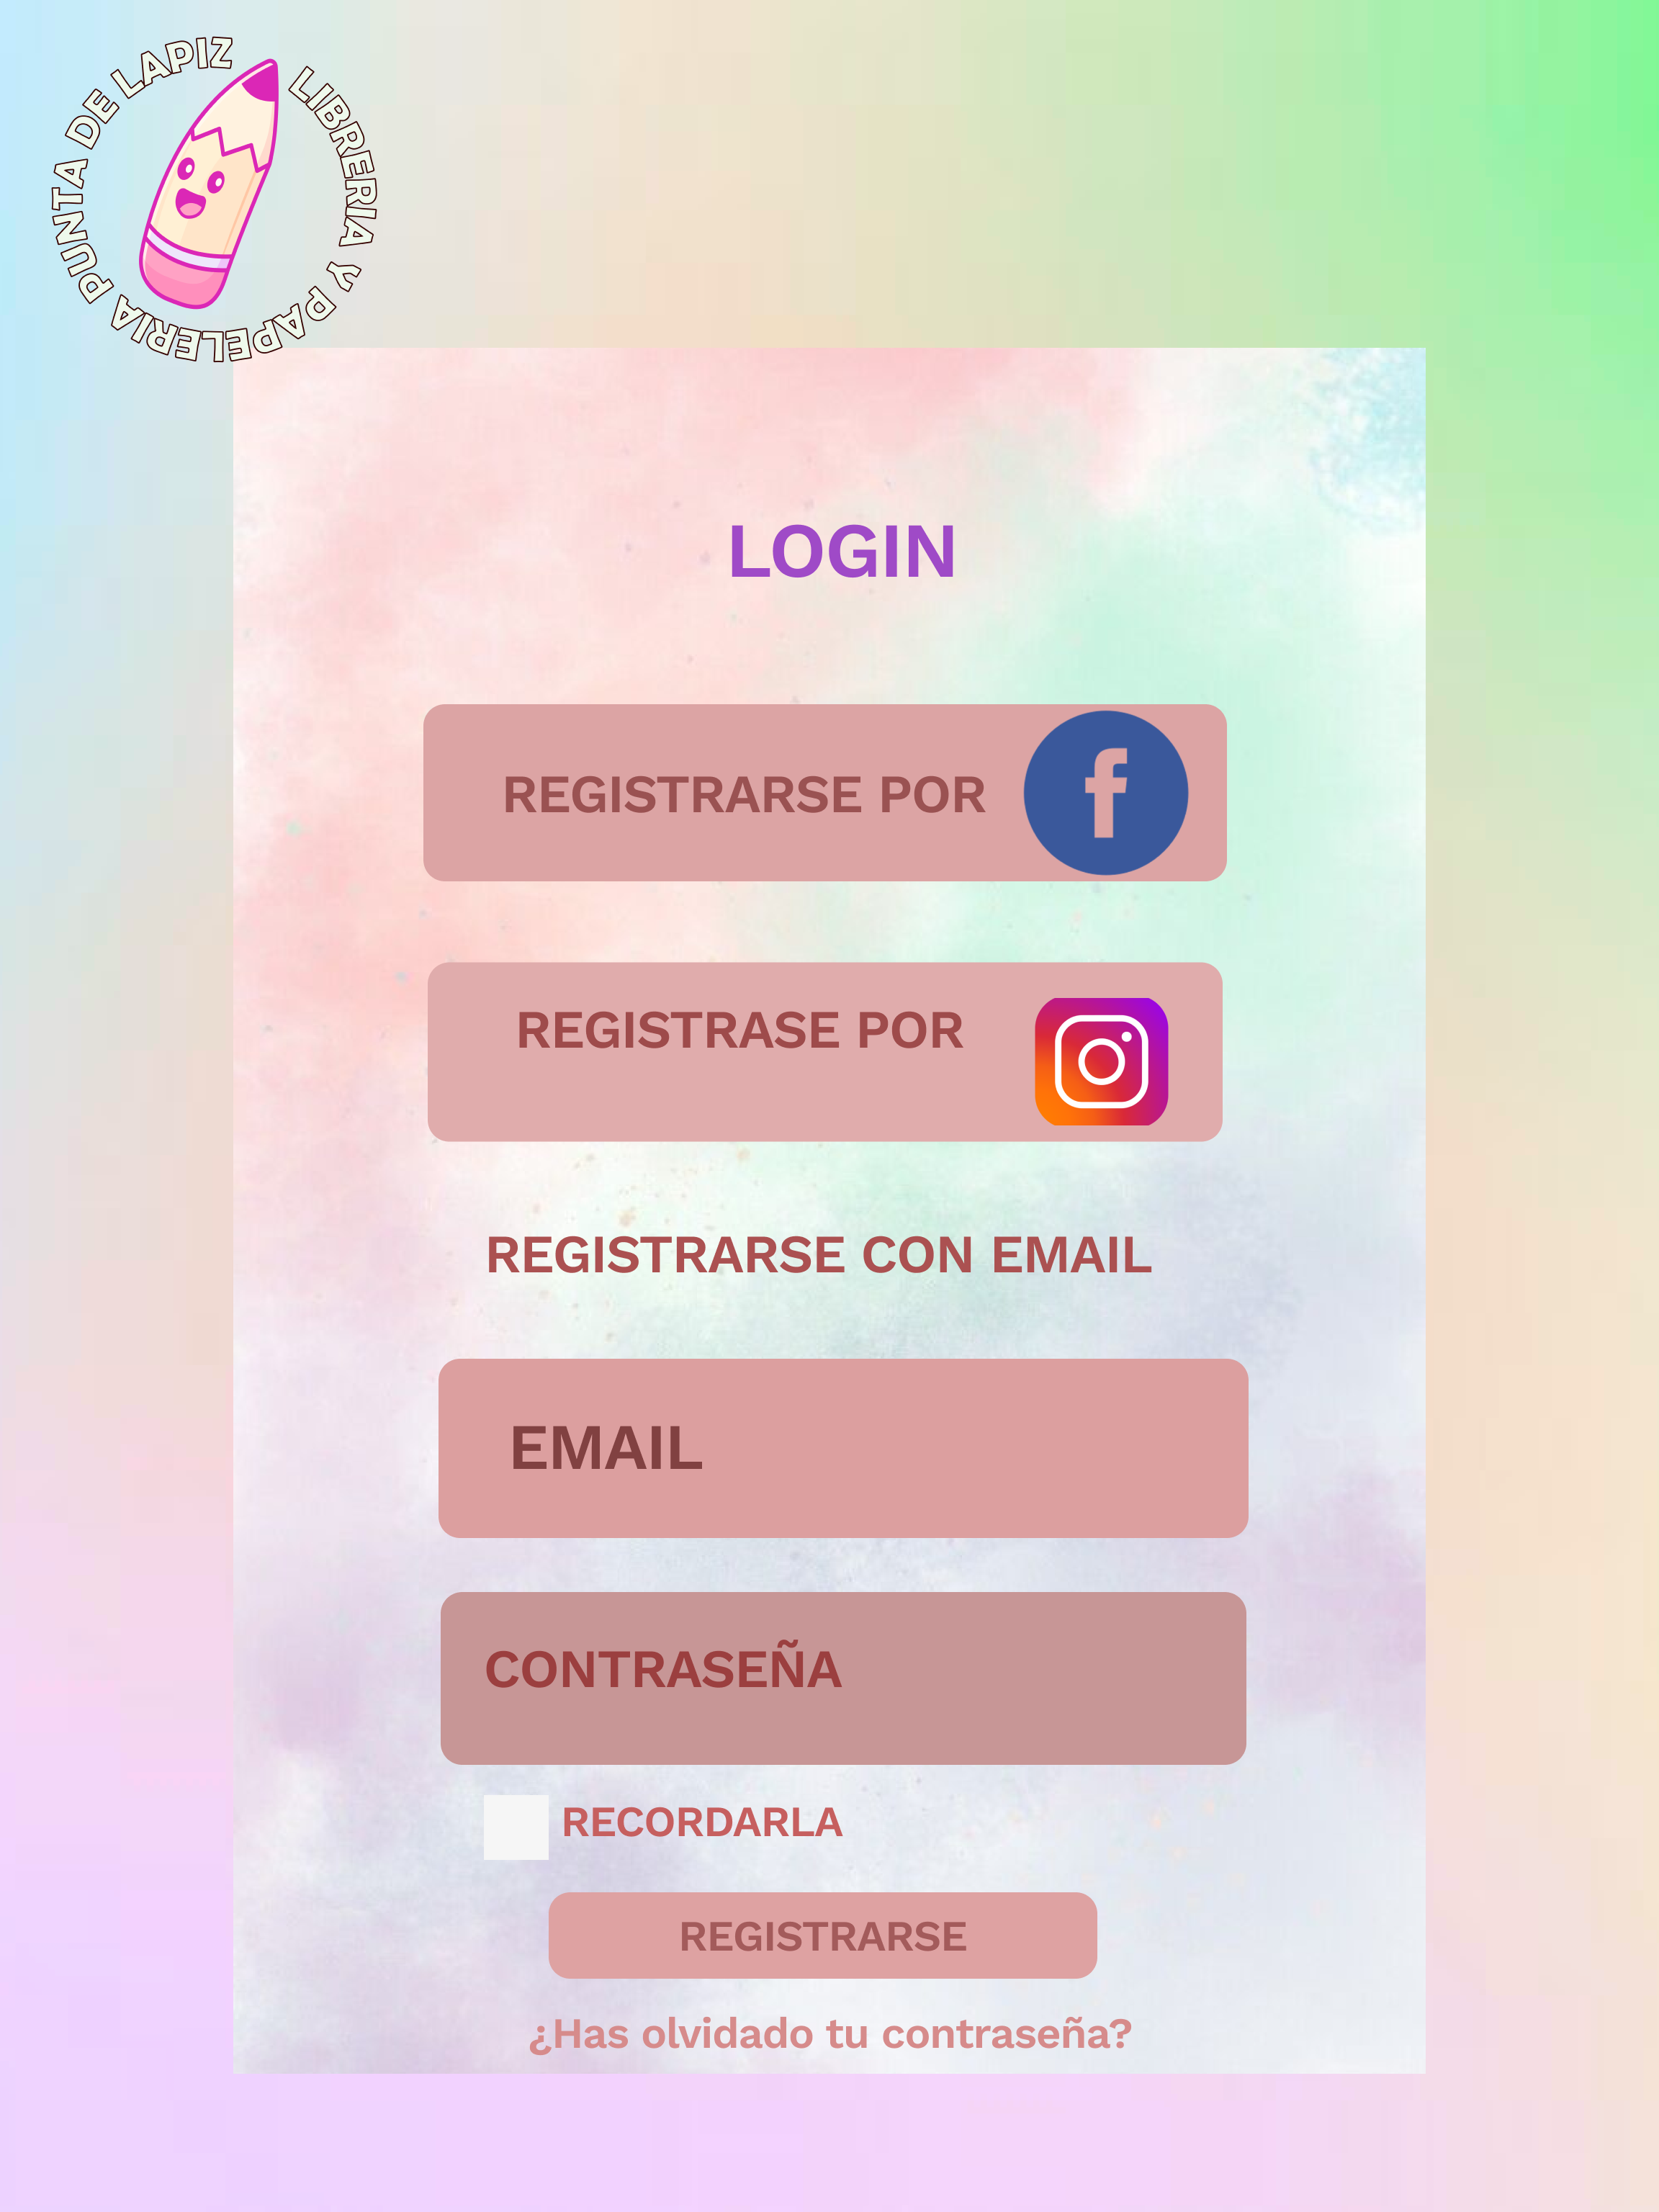 LIBRERIA Y PAPELERIA PUNTA DE LAPIZ
LOGIN
REGISTRARSE POR
REGISTRASE POR
REGISTRARSE CON EMAIL
EMAIL
CONTRASEÑA
RECORDARLA
REGISTRARSE
¿Has olvidado tu contraseña?